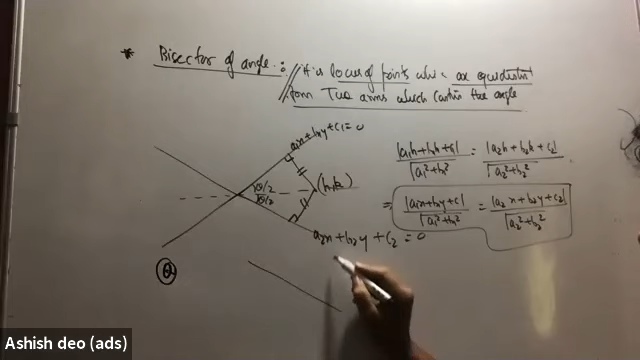 * Bisector of angle :
it is locus of points which are equidistant
from Two arms which contain the angle
a₁x+b₁y+c₁=0
θ/2
θ/2
(h,k)
a₂x+b₂y+c₂=0
|a₁h+b₁k+c₁|/√a₁²+b₁² = |a₂h+b₂k+c₂|/√a₂²+b₂²
= |a₁x+b₁y+c₁|/√a₁²+b₁² = |a₂x+b₂y+c₂|/√a₂²+b₂²
Ashish deo (ads)